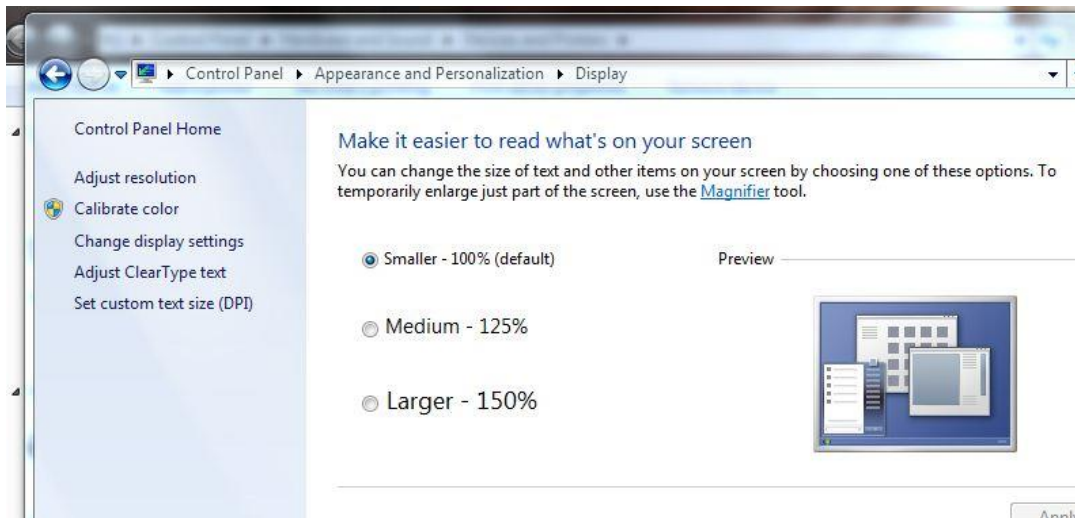 Control Panel ▸ Appearance and Personalization ▸ Display
Control Panel Home
Adjust resolution
Calibrate color
Change display settings
Adjust ClearType text
Set custom text size (DPI)
Make it easier to read what's on your screen
You can change the size of text and other items on your screen by choosing one of these options. To
temporarily enlarge just part of the screen, use the Magnifier tool.
Smaller - 100% (default)
Preview
Medium - 125%
Larger - 150%